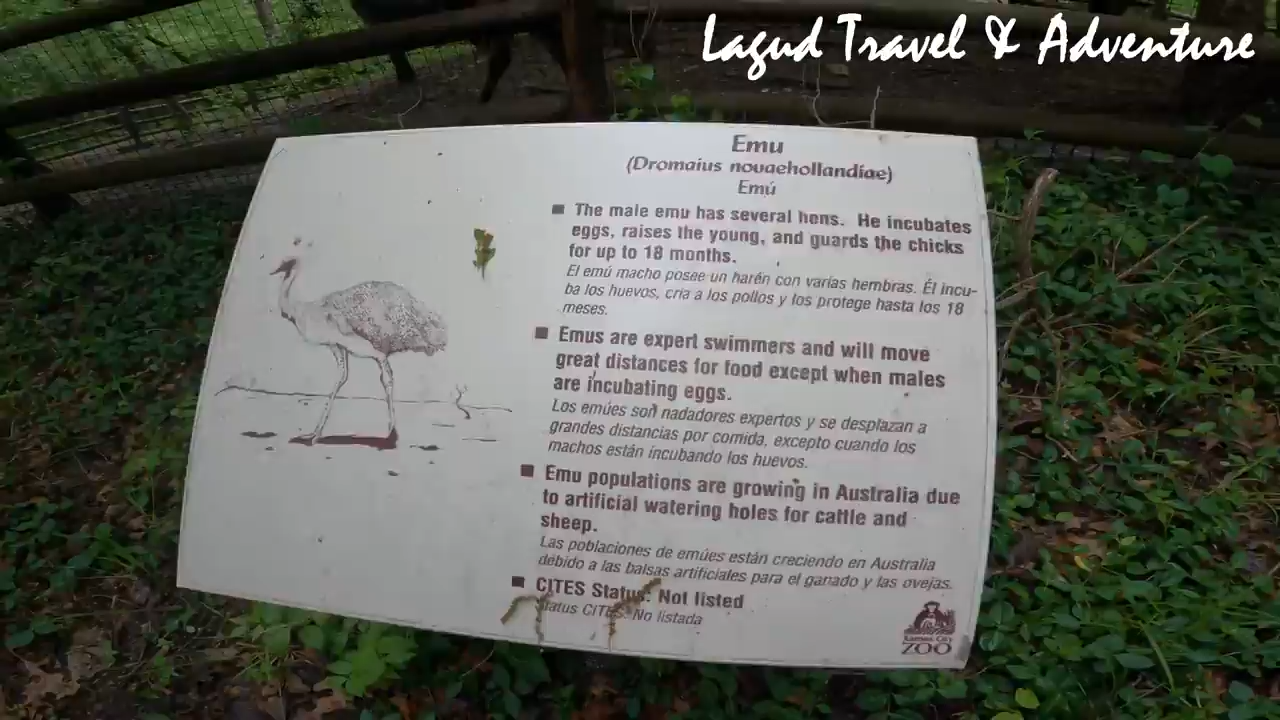 Lagud Travel & Adventure
Emu
(Dromaius novaehollandiae)
Emú
■ The male emu has several hens. He incubates
eggs, raises the young, and guards the chicks
for up to 18 months.
El emú macho posee un harén con varias hembras. Él incu-
ba los huevos, cria a los pollos y los protege hasta los 18
meses.
■ Emus are expert swimmers and will move
great distances for food except when males
are incubating eggs.
Los emúes son nadadores expertos y se desplazan a
grandes distancias por comida, excepto cuando los
machos están incubando los huevos.
■ Emu populations are growing in Australia due
to artificial watering holes for cattle and
sheep.
Las poblaciones de emúes están creciendo en Australia
debido a las balsas artificiales para el ganado y las ovejas.
■ CITES Status: Not listed
Status CITES: No listada
Kansas City
ZOO